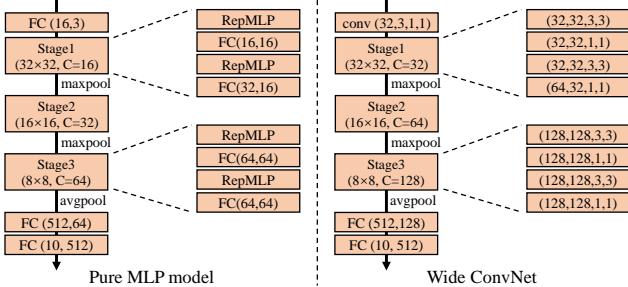 FC (16,3)
Stage1
(32×32, C=16)
maxpool
Stage2
(16×16, C=32)
maxpool
Stage3
(8×8, C=64)
avgpool
FC (512,64)
FC (10, 512)
RepMLP
FC(16,16)
RepMLP
FC(32,16)
RepMLP
FC(64,64)
RepMLP
FC(64,64)
Pure MLP model
conv (32,3,1,1)
Stage1
(32×32, C=32)
maxpool
Stage2
(16×16, C=64)
maxpool
Stage3
(8×8, C=128)
avgpool
FC (512,128)
FC (10, 512)
(32,32,3,3)
(32,32,1,1)
(32,32,3,3)
(64,32,1,1)
(128,128,3,3)
(128,128,1,1)
(128,128,3,3)
(128,128,1,1)
Wide ConvNet